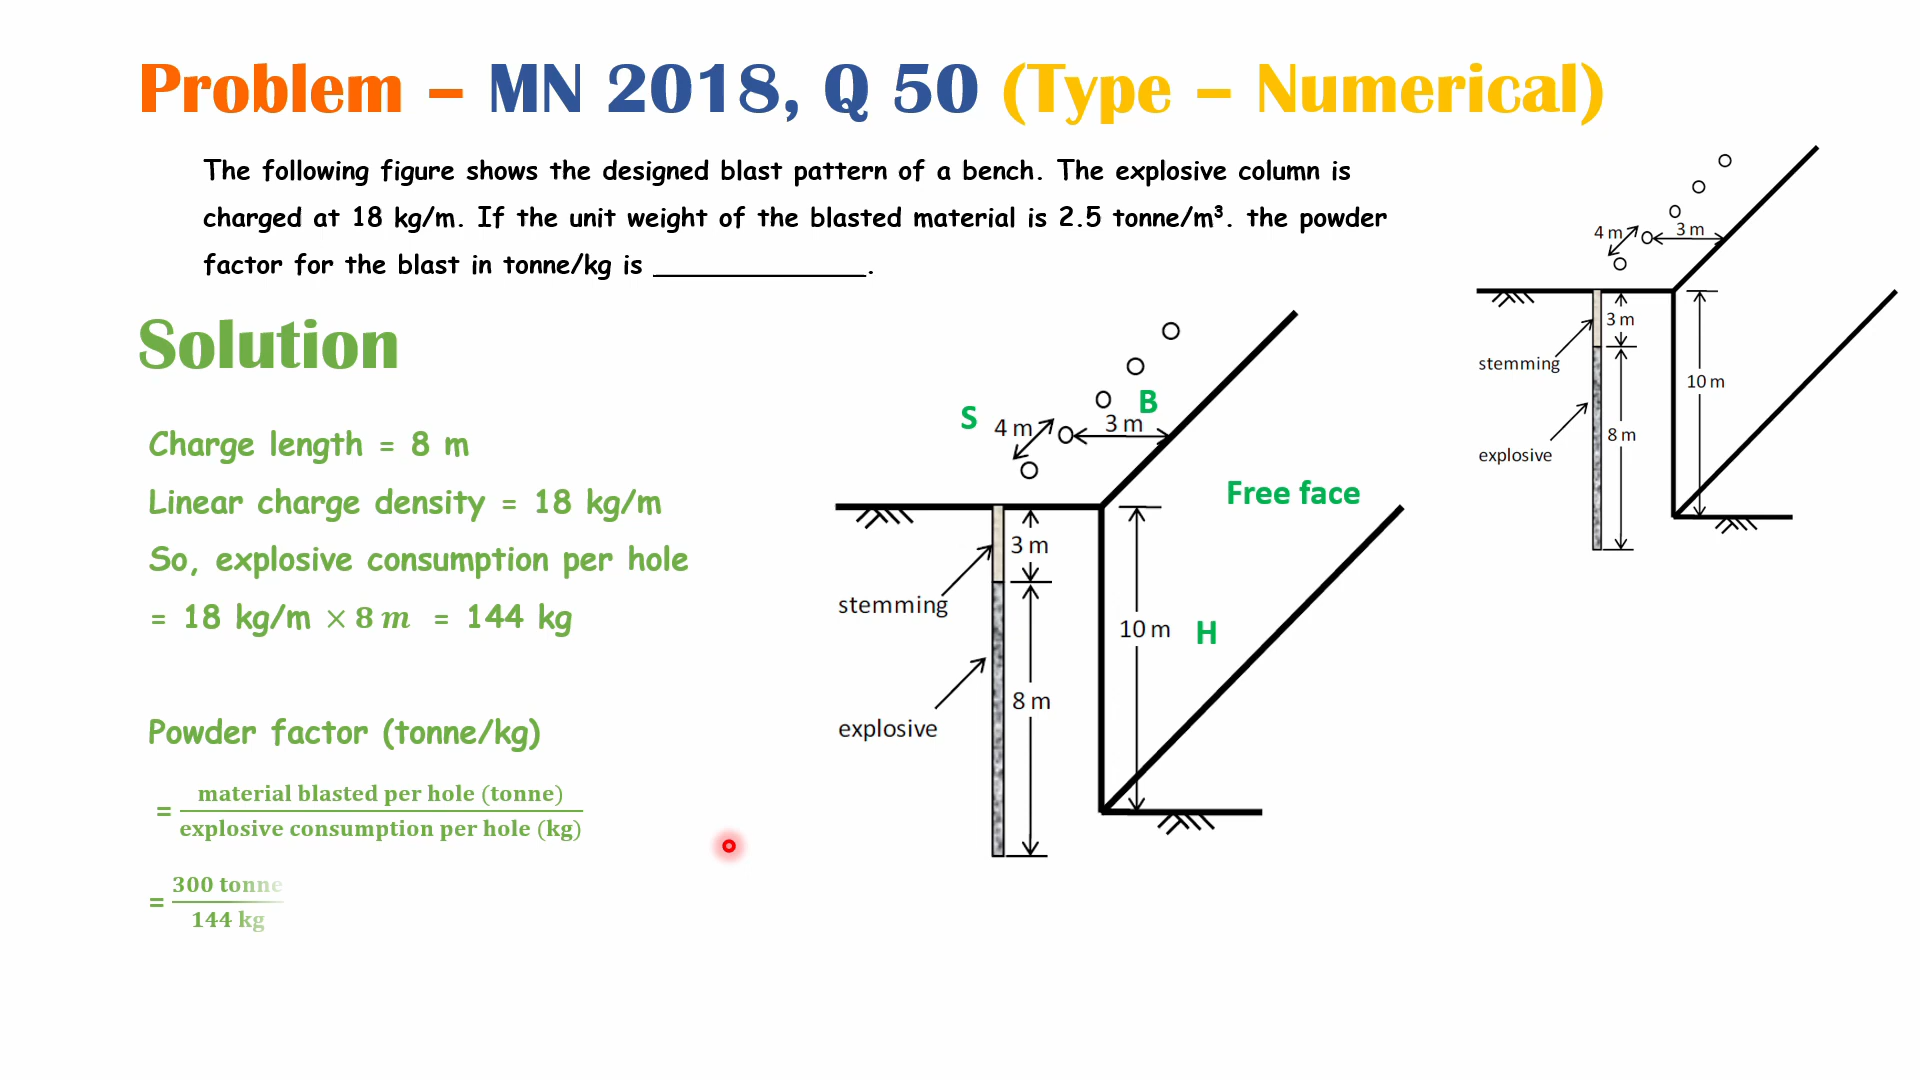 Problem – MN 2018, Q 50 (Type – Numerical)
The following figure shows the designed blast pattern of a bench. The explosive column is
charged at 18 kg/m. If the unit weight of the blasted material is 2.5 tonne/m³. the powder
factor for the blast in tonne/kg is ______________.
Solution
Charge length = 8 m
Linear charge density = 18 kg/m
So, explosive consumption per hole
= 18 kg/m × 8 m = 144 kg
Powder factor (tonne/kg)
= material blasted per hole (tonne)
explosive consumption per hole (kg)
= 300 tonne
144 kg
S
B
4 m
3 m
Free face
3 m
stemming
10 m
H
8 m
explosive
4 m
3 m
3 m
stemming
10 m
8 m
explosive